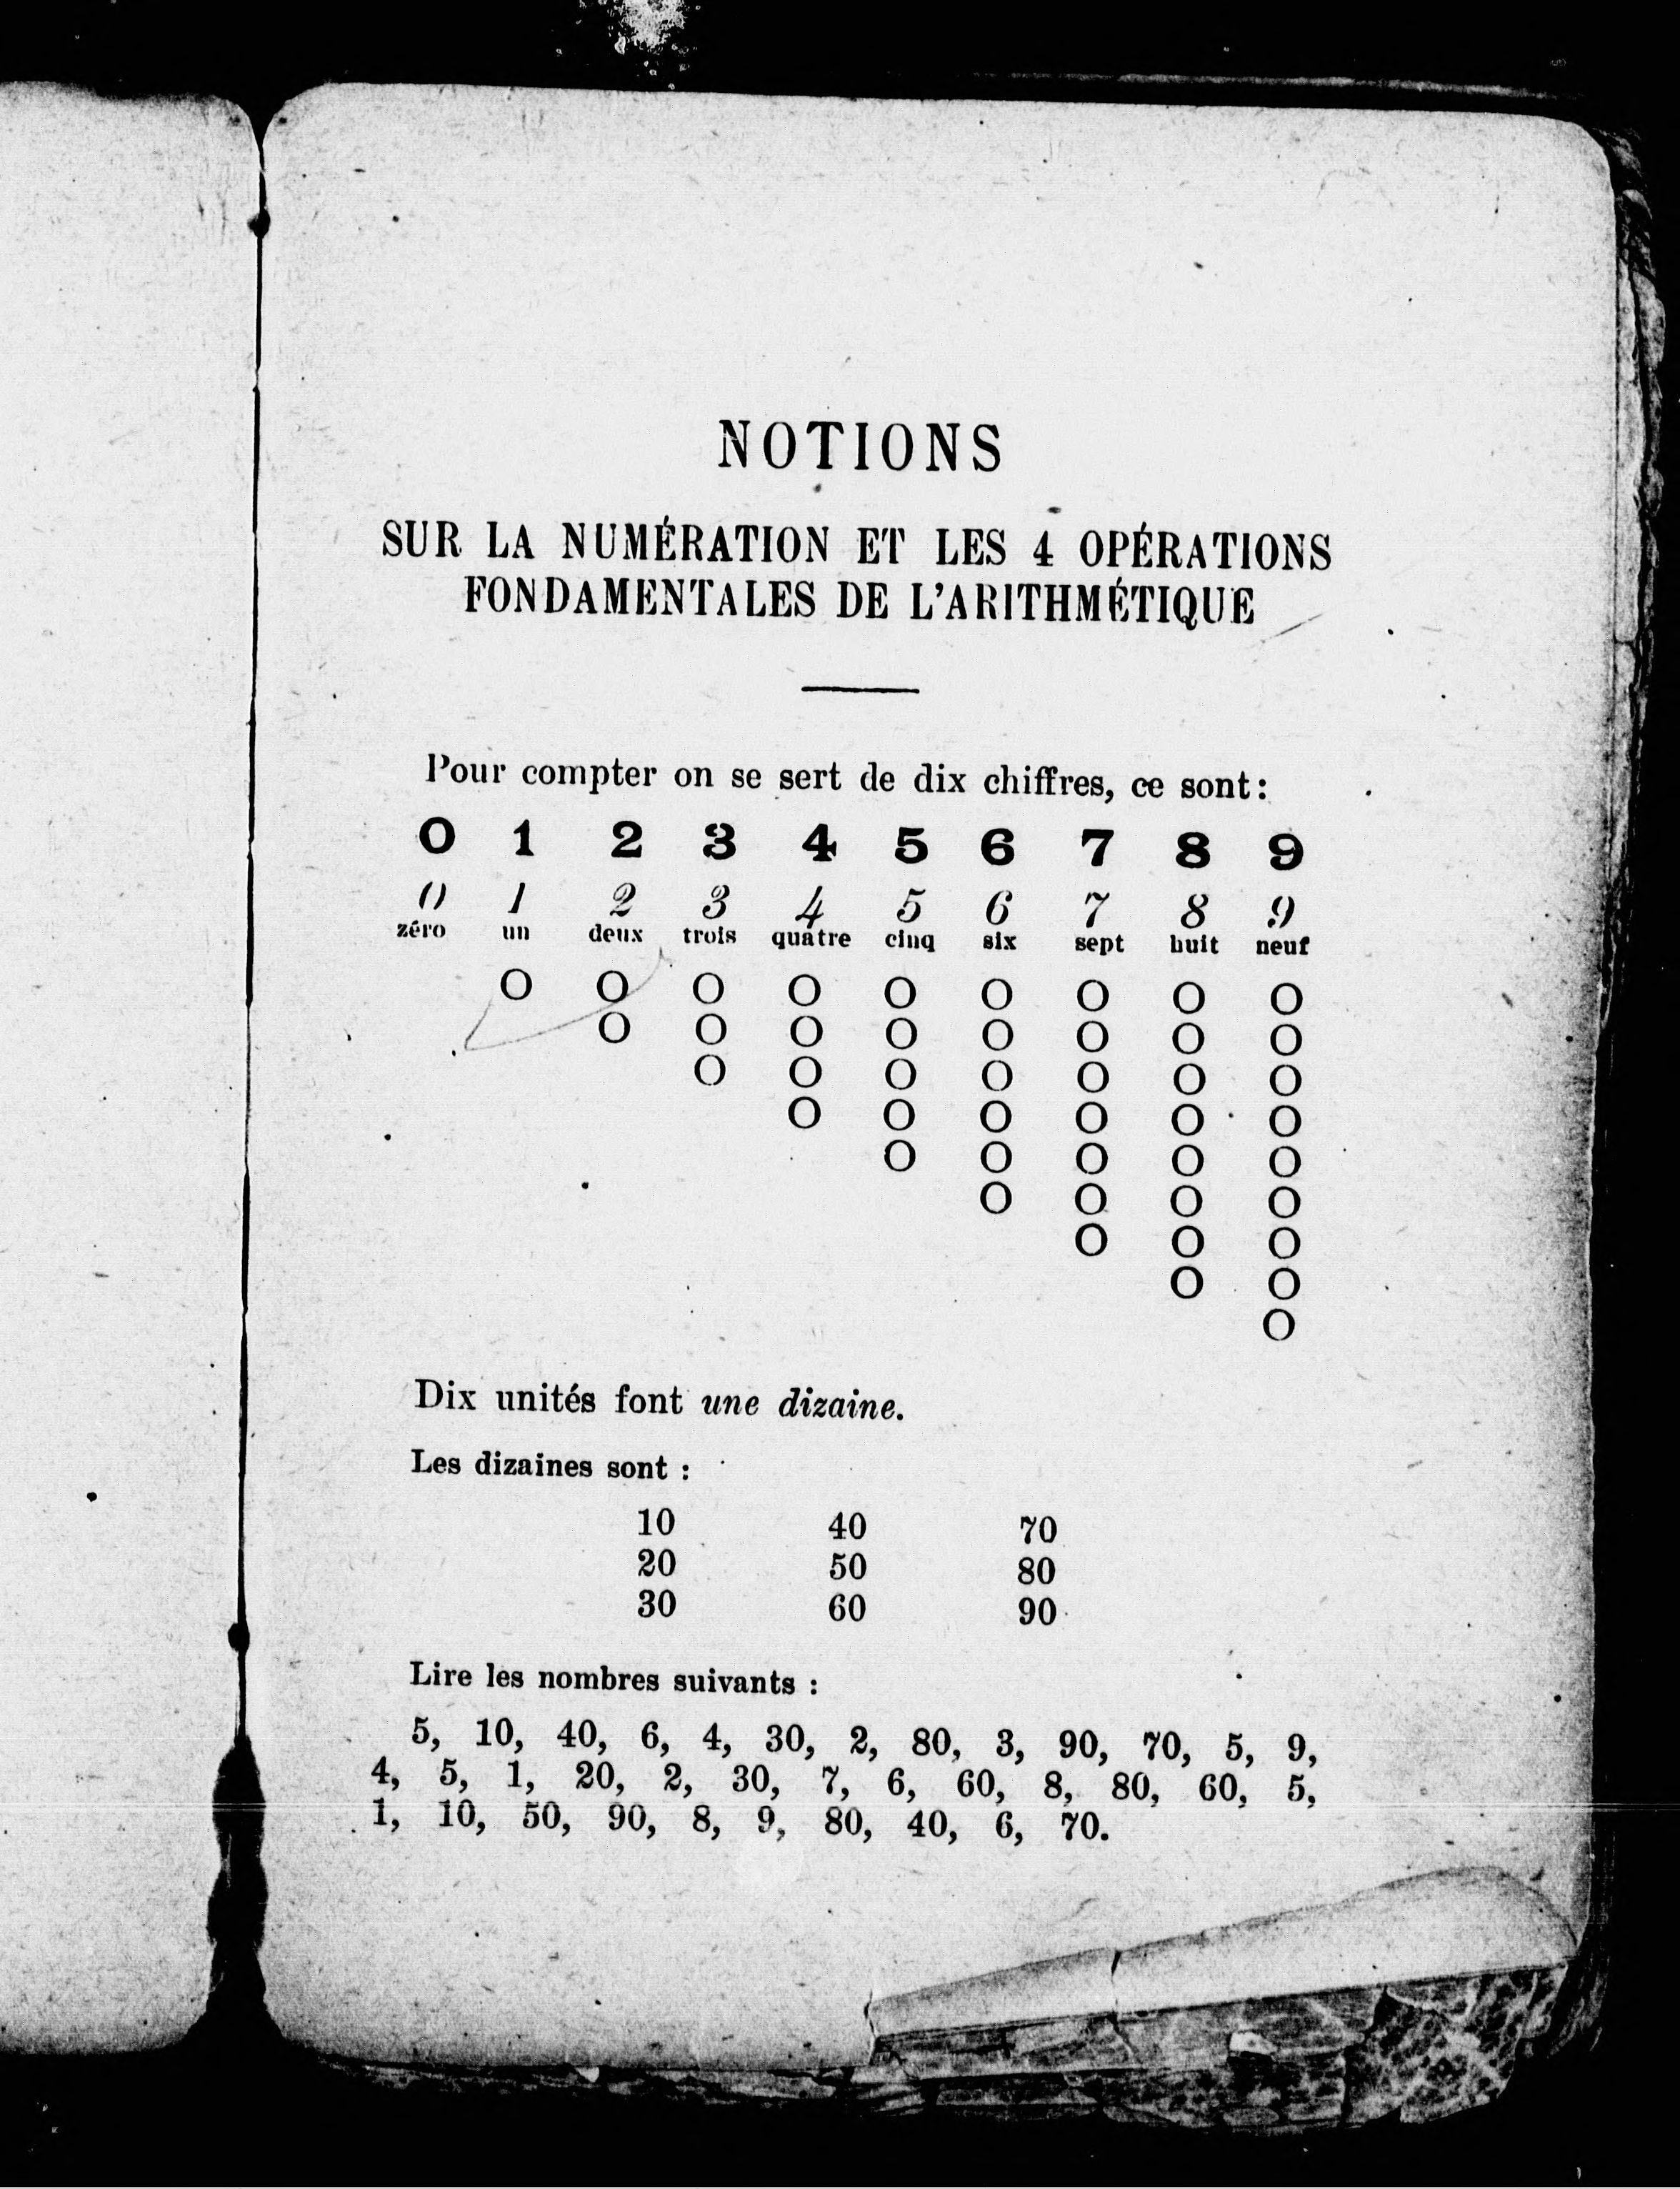 NOTIONS
SUR LA NUMÉRATION ET LES 4 OPÉRATIONS
FONDAMENTALES DE L'ARITHMÉTIQUE
Pour compter on se sert de dix chiffres, ce sont:
0 1 2 3 4 5 6 7 8 9
0 1 2 3 4 5 6 7 8 9
zéro un deux trois quatre cinq six sept huit neuf
O O O O O O O O O
O O O O O O O O
O O O O O O O
O O O O O O
O O O O O
O O O O
O O O
O O
O
Dix unités font une dizaine.
Les dizaines sont :
10 40 70
20 50 80
30 60 90
Lire les nombres suivants :
5, 10, 40, 6, 4, 30, 2, 80, 3, 90, 70, 5, 9,
4, 5, 1, 20, 2, 30, 7, 6, 60, 8, 80, 60, 5,
1, 10, 50, 90, 8, 9, 80, 40, 6, 70.